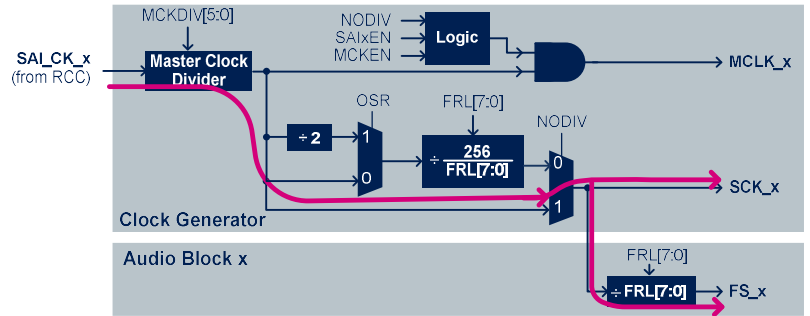 MCKDIV[5:0]
NODIV
SAIxEN
MCKEN
Logic
SAI_CK_x
(from RCC)
Master Clock
Divider
MCLK_x
OSR
FRL[7:0]
NODIV
÷ 2
1
0
÷ 256
FRL[7:0]
0
1
SCK_x
Clock Generator
Audio Block x
FRL[7:0]
÷ FRL[7:0]
FS_x